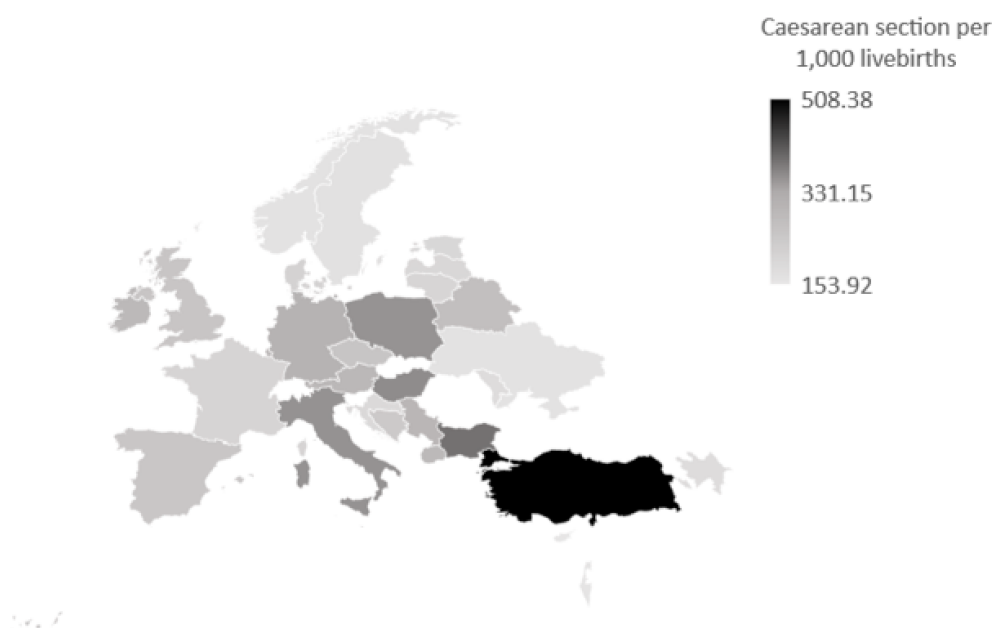 Caesarean section per
1,000 livebirths
508.38
331.15
153.92